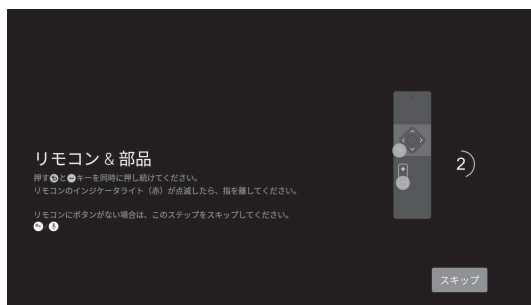 リモコン & 部品
押すとキーを同時に押し続けてください。
リモコンのインジケータライト（赤）が点滅したら、指を離してください。
リモコンにボタンがない場合は、このステップをスキップしてください。
2
スキップ